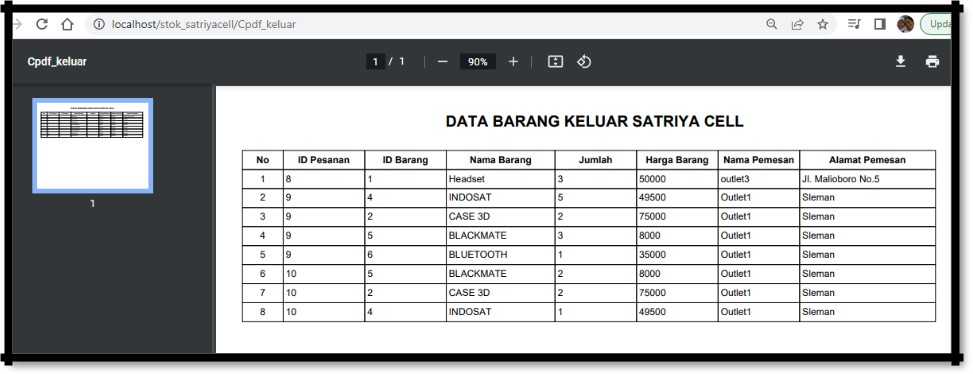 localhost/stok_satriyacell/Cpdf_keluar
Cpdf_keluar
1 / 1
90%
1
DATA BARANG KELUAR SATRIYA CELL
No ID Pesanan ID Barang Nama Barang Jumlah Harga Barang Nama Pemesan Alamat Pemesan
1 8 1 Headset 3 50000 outlet3 Jl. Malioboro No.5
2 9 4 INDOSAT 5 49500 Outlet1 Sleman
3 9 2 CASE 3D 2 75000 Outlet1 Sleman
4 9 5 BLACKMATE 3 8000 Outlet1 Sleman
5 9 6 BLUETOOTH 1 35000 Outlet1 Sleman
6 10 5 BLACKMATE 2 8000 Outlet1 Sleman
7 10 2 CASE 3D 2 75000 Outlet1 Sleman
8 10 4 INDOSAT 1 49500 Outlet1 Sleman